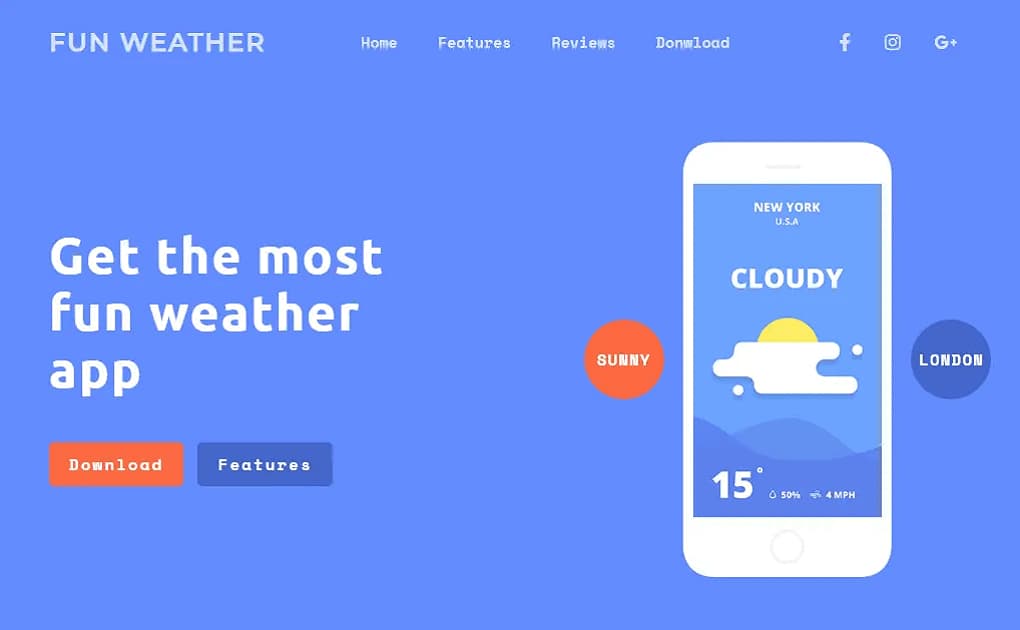 FUN WEATHER
Home Features Reviews Donwload
Get the most
fun weather
app
Download Features
SUNNY
NEW YORK
U.S.A
CLOUDY
15°
50% 4 MPH
LONDON